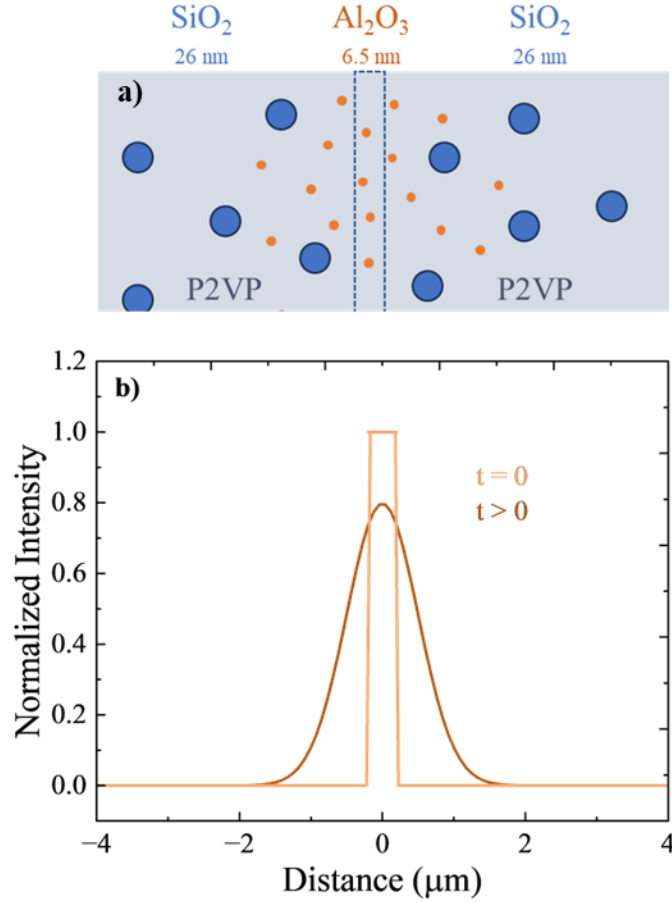 SiO₂ Al₂O₃ SiO₂
26 nm 6.5 nm 26 nm
a)
P2VP P2VP
b)
1.2
1.0
0.8
0.6
0.4
0.2
0.0
Normalized Intensity
t = 0
t > 0
−4 −2 0 2 4
Distance (μm)